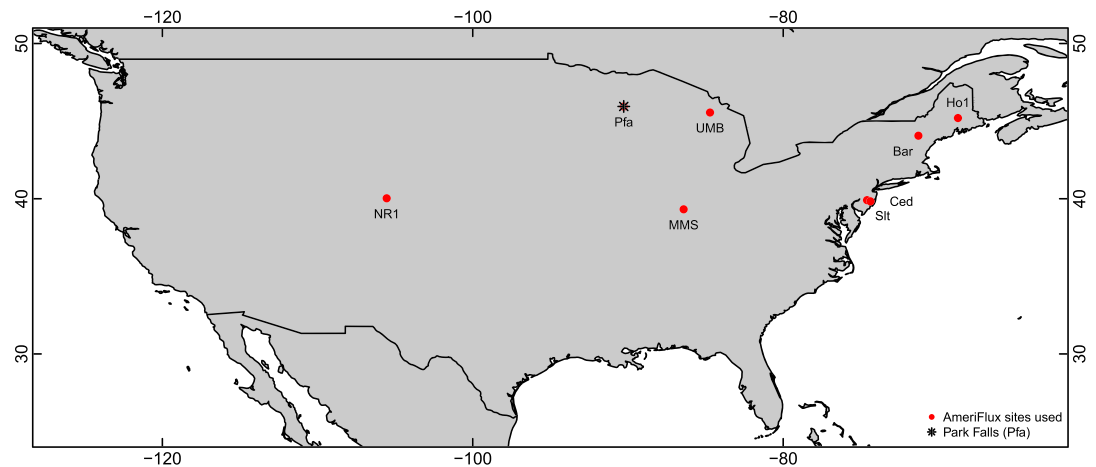 −120 −100 −80
50 50
Ho1
Pfa
UMB
Bar
40 40
Ced
NR1
Slt
MMS
30 30
AmeriFlux sites used
Park Falls (Pfa)
−120 −100 −80